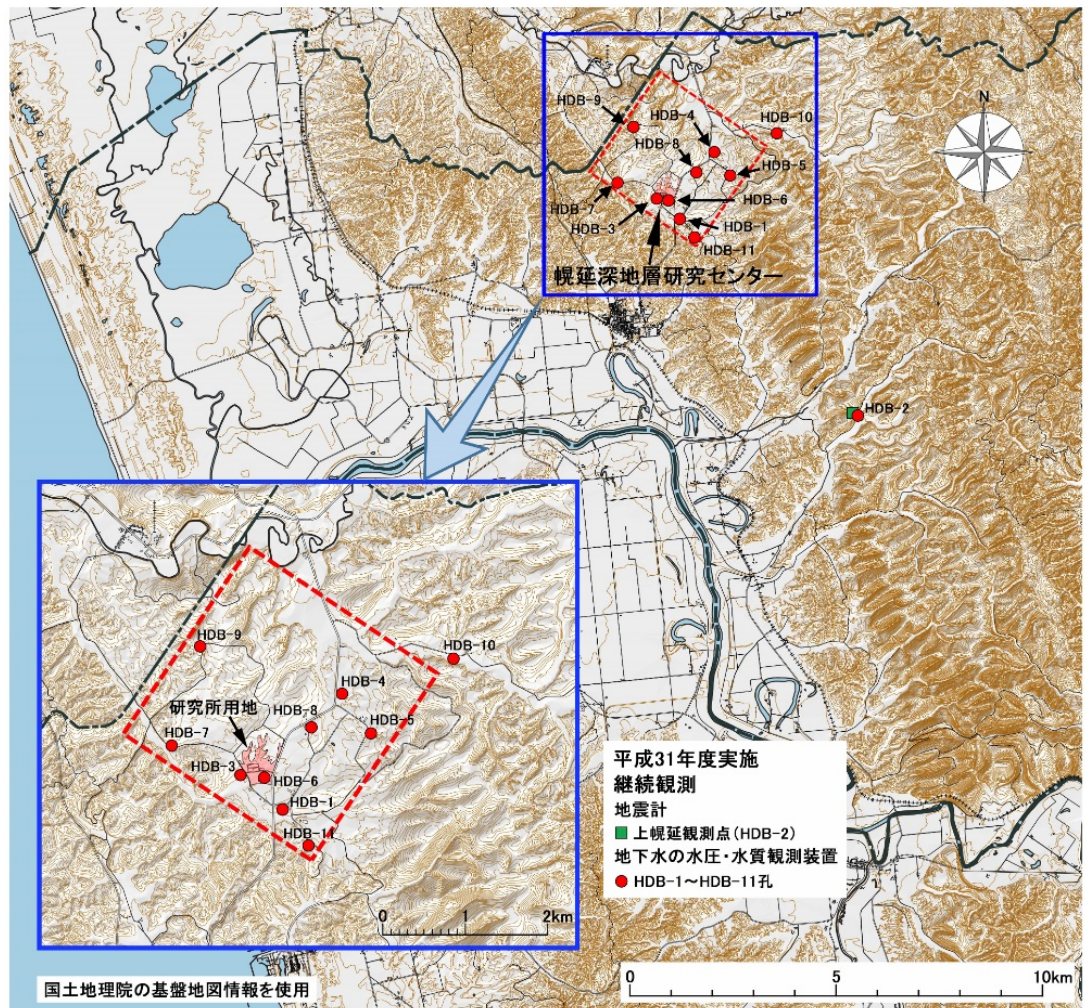 N
HDB-9
HDB-4
HDB-10
HDB-8
HDB-5
HDB-7
HDB-6
HDB-3
HDB-1
HDB-11
幌延深地層研究センター
HDB-2
HDB-9
HDB-10
HDB-4
研究所用地
HDB-8
HDB-5
HDB-7
HDB-3
HDB-6
HDB-1
HDB-11
0 1 2km
平成31年度実施
継続観測
地震計
上幌延観測点(HDB-2)
地下水の水圧・水質観測装置
HDB-1~HDB-11孔
国土地理院の基盤地図情報を使用
0 5 10km